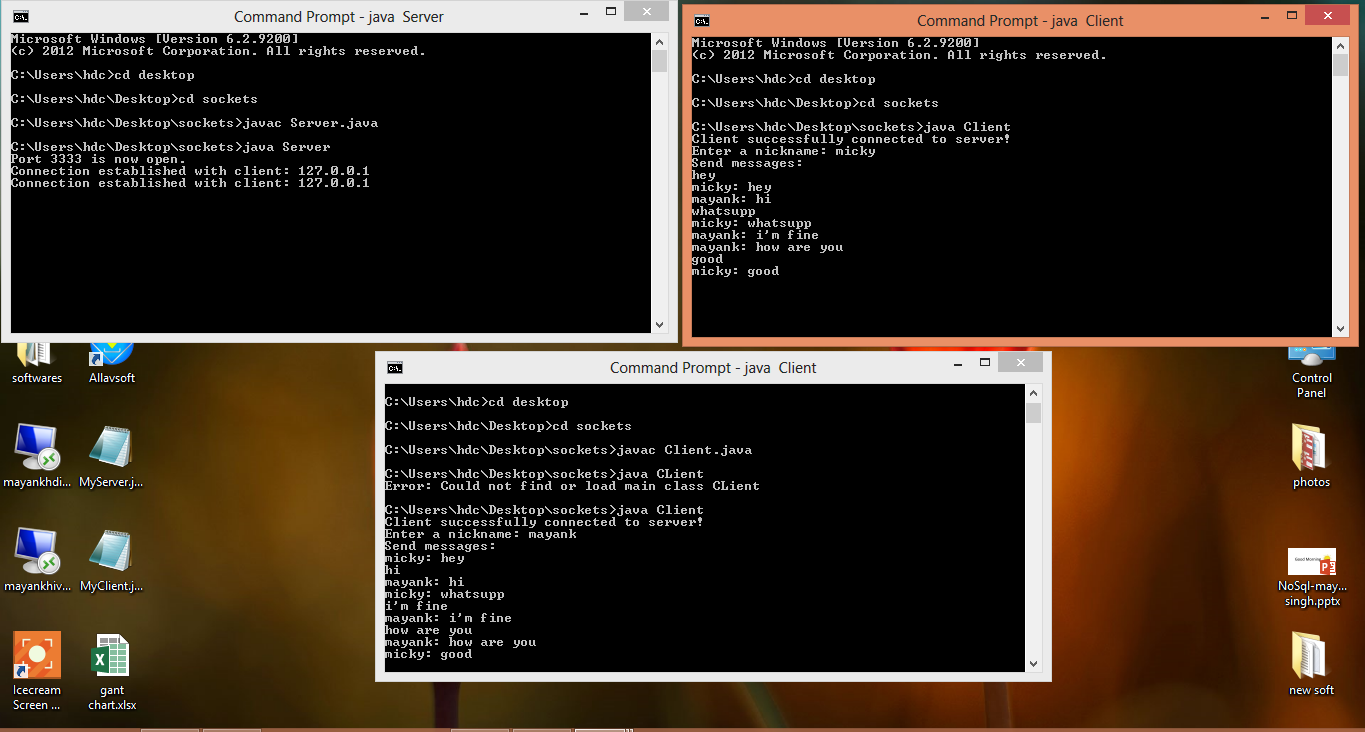 Command Prompt - java  Server
Microsoft Windows [Version 6.2.9200]
(c) 2012 Microsoft Corporation. All rights reserved.
C:\Users\hdc>cd desktop
C:\Users\hdc\Desktop>cd sockets
C:\Users\hdc\Desktop\sockets>javac Server.java
C:\Users\hdc\Desktop\sockets>java Server
Port 3333 is now open.
Connection established with client: 127.0.0.1
Connection established with client: 127.0.0.1
Command Prompt - java  Client
Microsoft Windows [Version 6.2.9200]
(c) 2012 Microsoft Corporation. All rights reserved.
C:\Users\hdc>cd desktop
C:\Users\hdc\Desktop>cd sockets
C:\Users\hdc\Desktop\sockets>java Client
Client successfully connected to server!
Enter a nickname: micky
Send messages:
hey
micky: hey
mayank: hi
whatsupp
micky: whatsupp
mayank: i'm fine
mayank: how are you
good
micky: good
Command Prompt - java  Client
C:\Users\hdc>cd desktop
C:\Users\hdc\Desktop>cd sockets
C:\Users\hdc\Desktop\sockets>javac Client.java
C:\Users\hdc\Desktop\sockets>java CLient
Error: Could not find or load main class CLient
C:\Users\hdc\Desktop\sockets>java Client
Client successfully connected to server!
Enter a nickname: mayank
Send messages:
micky: hey
hi
mayank: hi
micky: whatsupp
i'm fine
mayank: i'm fine
how are you
mayank: how are you
micky: good
softwares
Allavsoft
mayankhdi...
MyServer.j...
mayankhiv...
MyClient.j...
Icecream
Screen ...
gant
chart.xlsx
Control
Panel
photos
NoSql-may...
singh.pptx
new soft